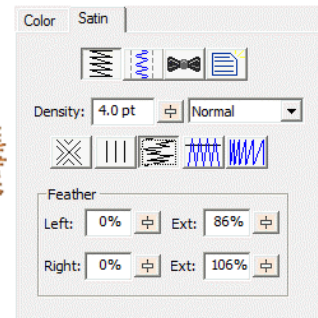 Color Satin
Density: 4.0 pt Normal
Feather
Left: 0% Ext: 86%
Right: 0% Ext: 106%